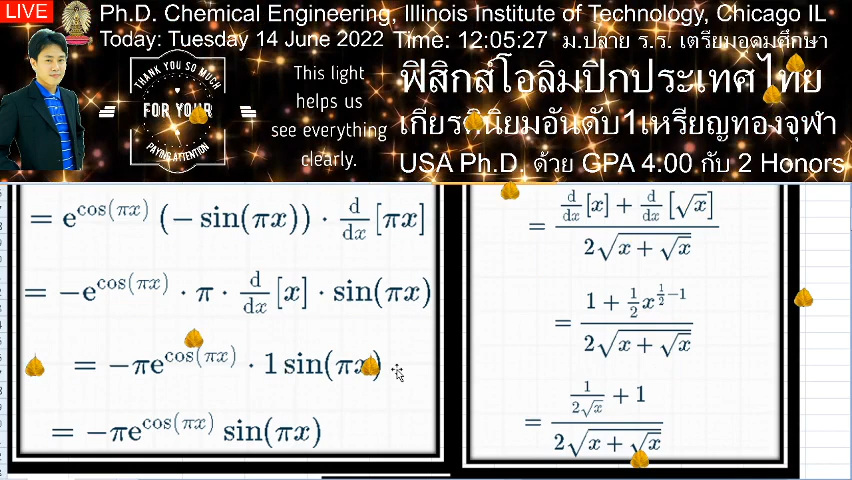 LIVE
Ph.D. Chemical Engineering, Illinois Institute of Technology, Chicago IL
Today: Tuesday 14 June 2022 Time: 12:05:27 ม.ปลาย ร.ร. เตรียมอุดมศึกษา
THANK YOU SO MUCH
FOR YOUR
PAYING ATTENTION
This light
helps us
see everything
clearly.
ฟิสิกส์โอลิมปิกประเทศไทย
เกียรตินิยมอันดับ1เหรียญทองจุฬา
USA Ph.D. ด้วย GPA 4.00 กับ 2 Honors
= e^{cos(πx)} (− sin(πx)) · d/dx [πx]
= −e^{cos(πx)} · π · d/dx [x] · sin(πx)
= −πe^{cos(πx)} · 1 sin(πx)
= −πe^{cos(πx)} sin(πx)
= (d/dx [x] + d/dx [√x]) / (2√(x + √x))
= (1 + 1/2 x^{1/2 −1}) / (2√(x + √x))
= (1/(2√x) + 1) / (2√(x + √x))